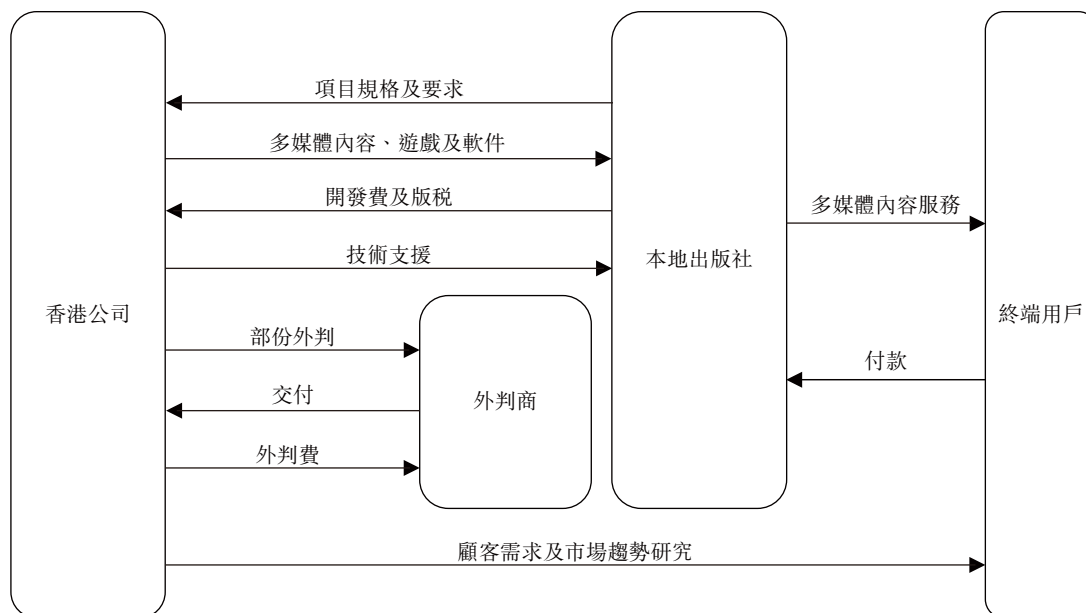 項目規格及要求
多媒體內容、遊戲及軟件
開發費及版税
多媒體內容服務
技術支援
本地出版社
香港公司
終端用戶
部份外判
付款
交付
外判商
外判費
顧客需求及市場趨勢研究